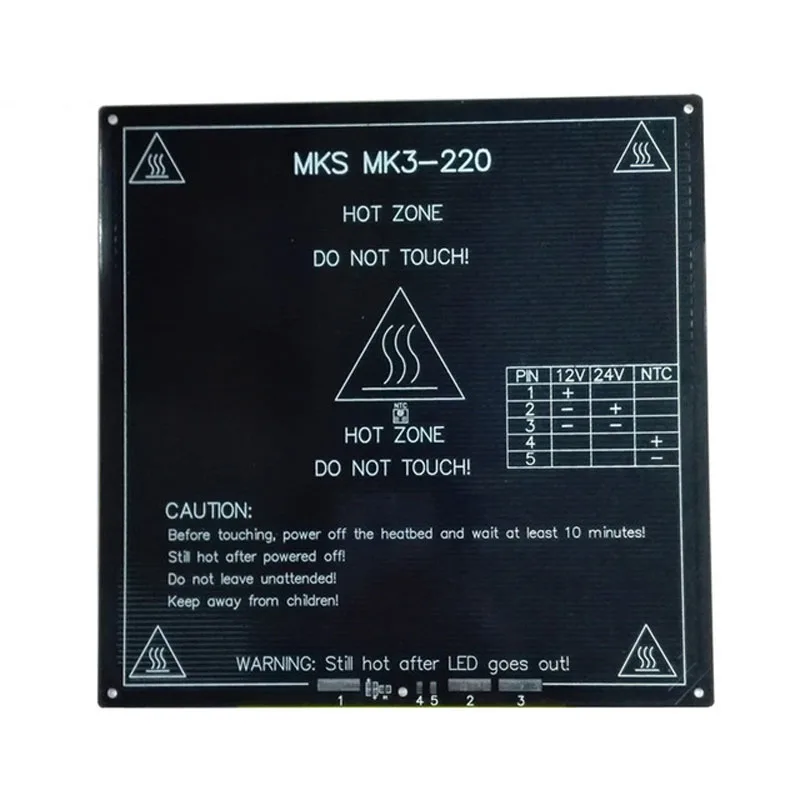 MKS MK3-220
HOT ZONE
DO NOT TOUCH!
NTC
HOT ZONE
DO NOT TOUCH!
PIN 12V 24V NTC
1 +
2 - +
3 - -
4 +
5 -
CAUTION:
Before touching, power off the heatbed and wait at least 10 minutes!
Still hot after powered off!
Do not leave unattended!
Keep away from children!
WARNING: Still hot after LED goes out!
1 4 5 2 3